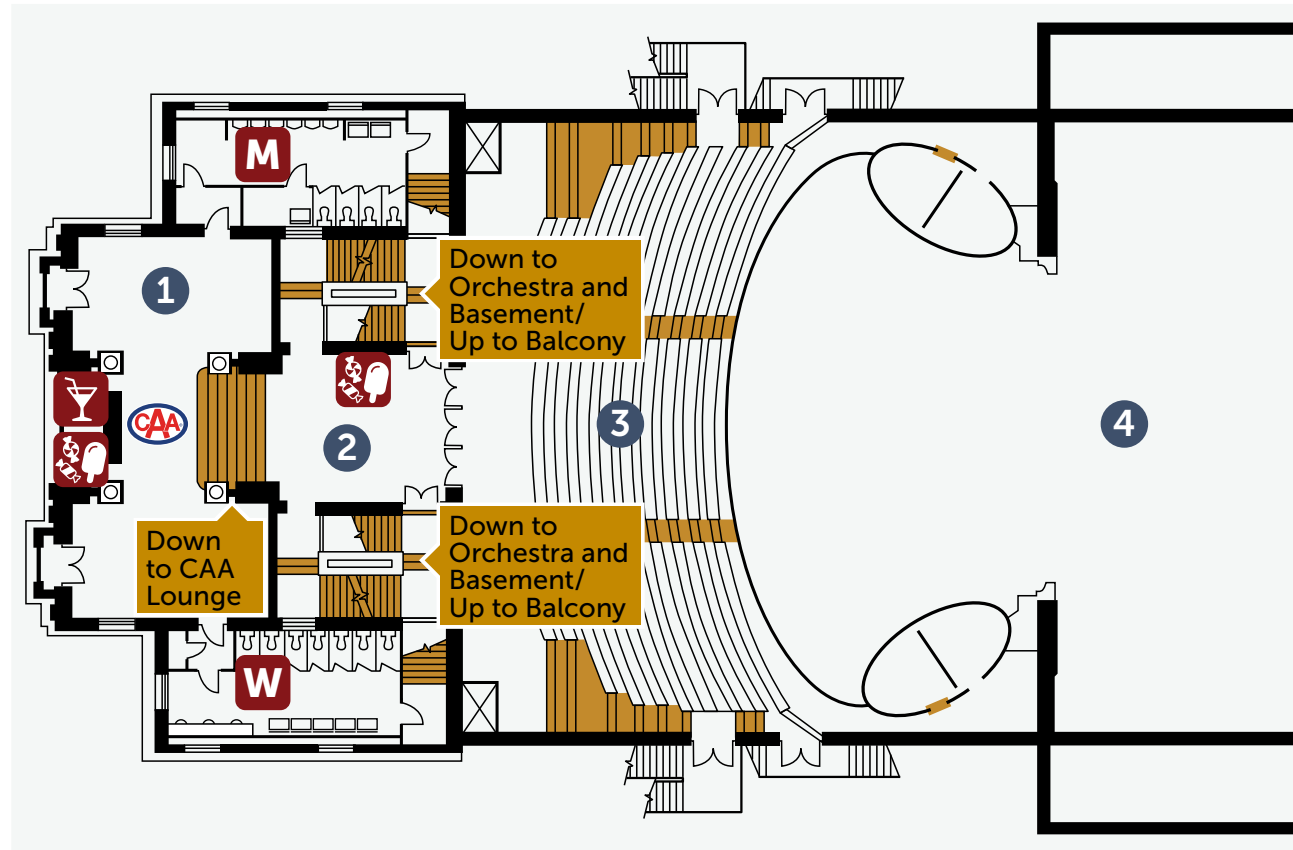 M
1
Down to
Orchestra and
Basement/
Up to Balcony
CAA
2
3
4
Down
to CAA
Lounge
Down to
Orchestra and
Basement/
Up to Balcony
W